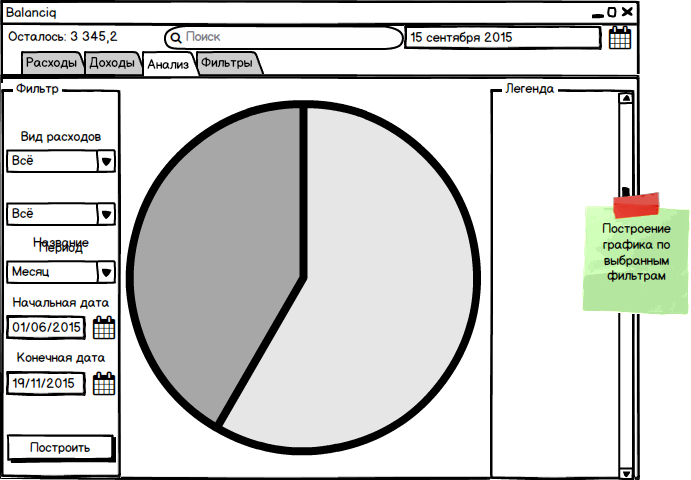 Balanciq
Осталось: 3 345,2
Поиск
15 сентября 2015
Расходы
Доходы
Анализ
Фильтры
Фильтр
Вид расходов
Всё
Всё
Название
Период
Месяц
Начальная дата
01/06/2015
Конечная дата
19/11/2015
Построить
Легенда
Построение
графика по
выбранным
фильтрам